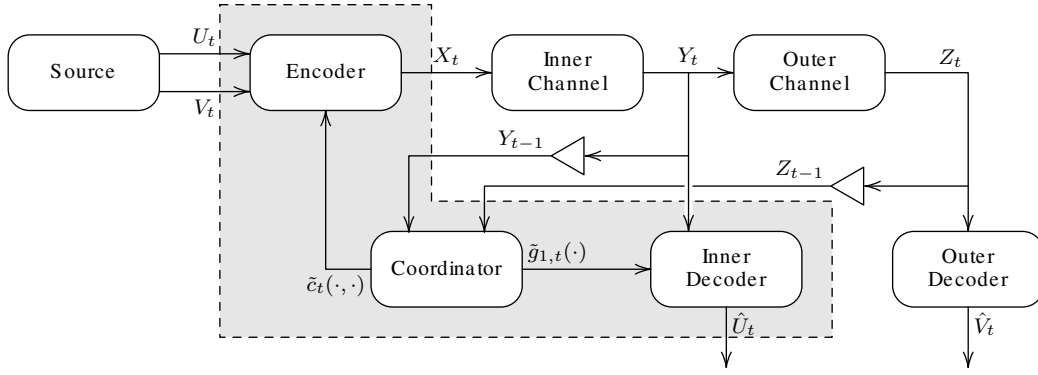 Source
U_t
V_t
Encoder
X_t
Inner
Channel
Y_t
Outer
Channel
Z_t
Y_{t-1}
Z_{t-1}
Coordinator
c̃_t(·,·)
g̃_{1,t}(·)
Inner
Decoder
Outer
Decoder
Û_t
V̂_t